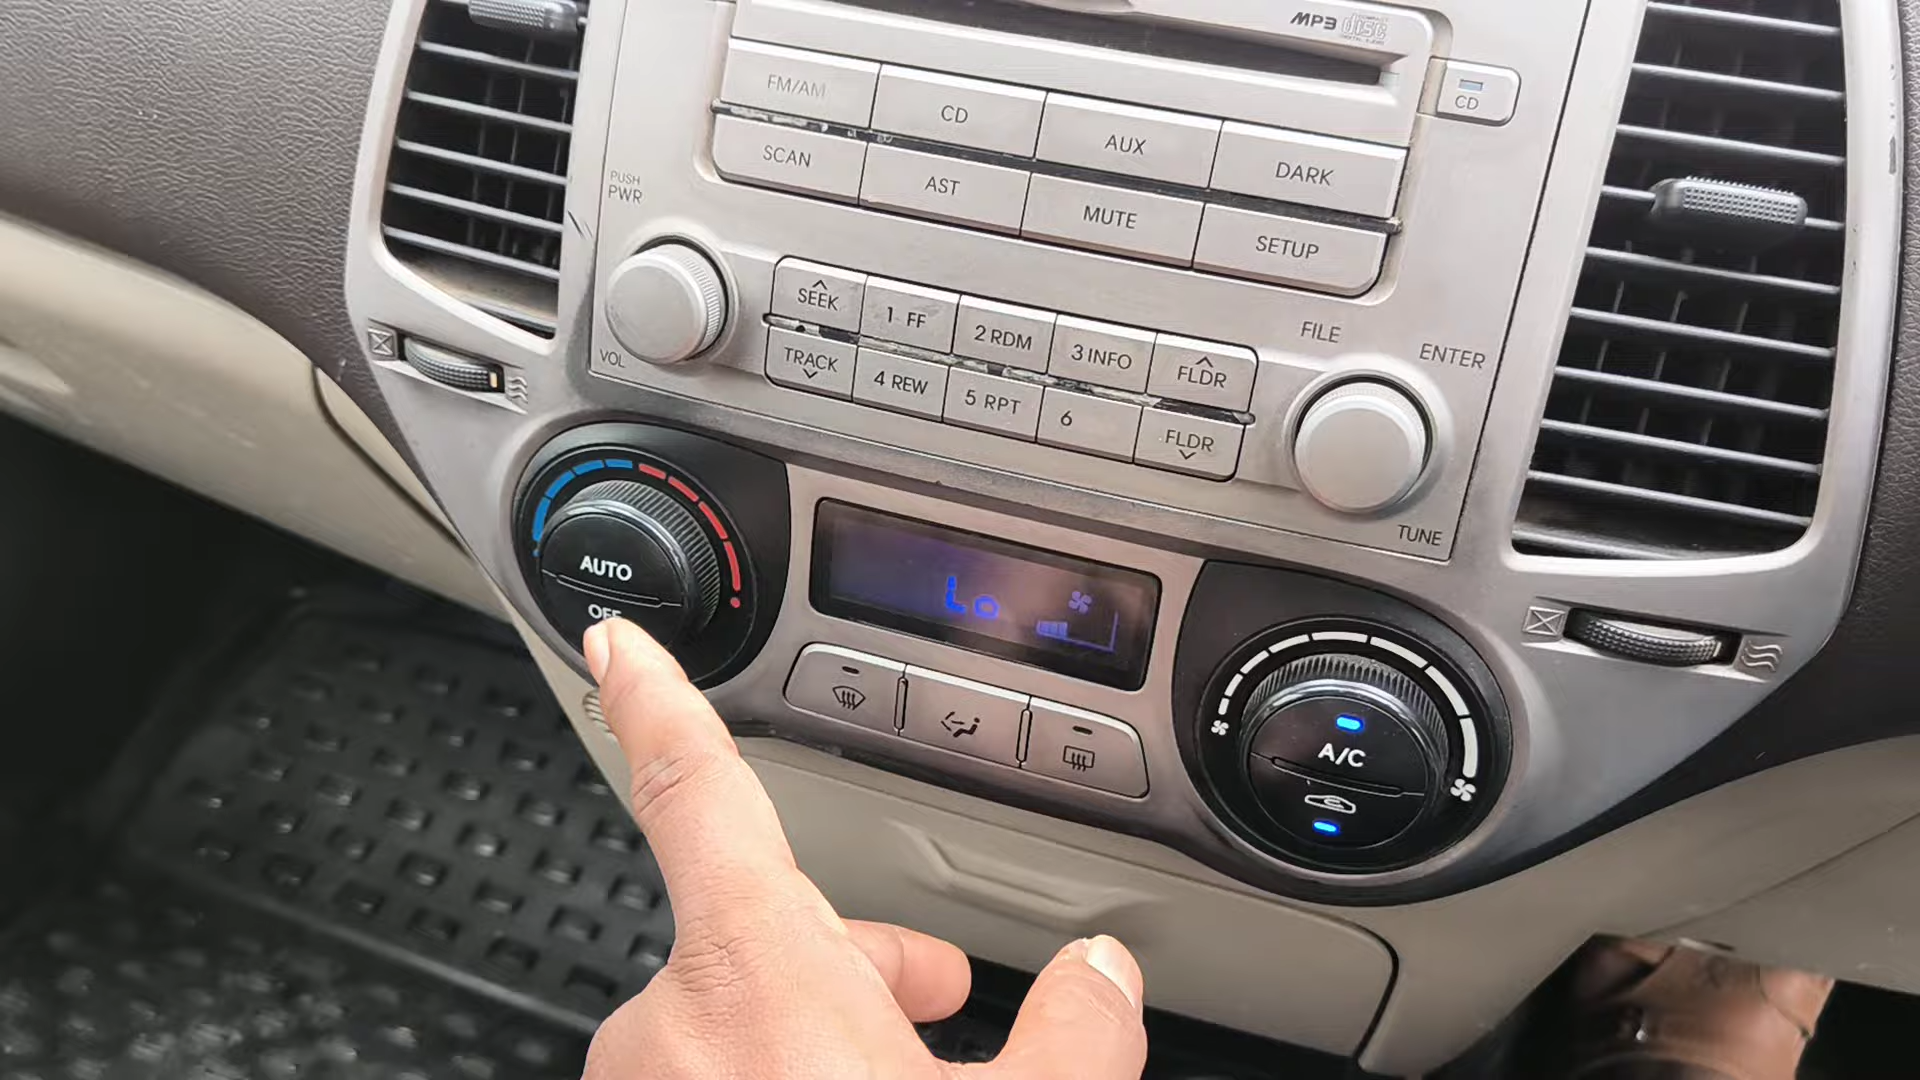 MP3 disc
CD
FM/AM
CD
AUX
DARK
SCAN
AST
MUTE
SETUP
PUSH
PWR
VOL
SEEK
1 FF
2 RDM
3 INFO
FLDR
TRACK
4 REW
5 RPT
6
FLDR
FILE
ENTER
TUNE
AUTO
OFF
Lo
A/C